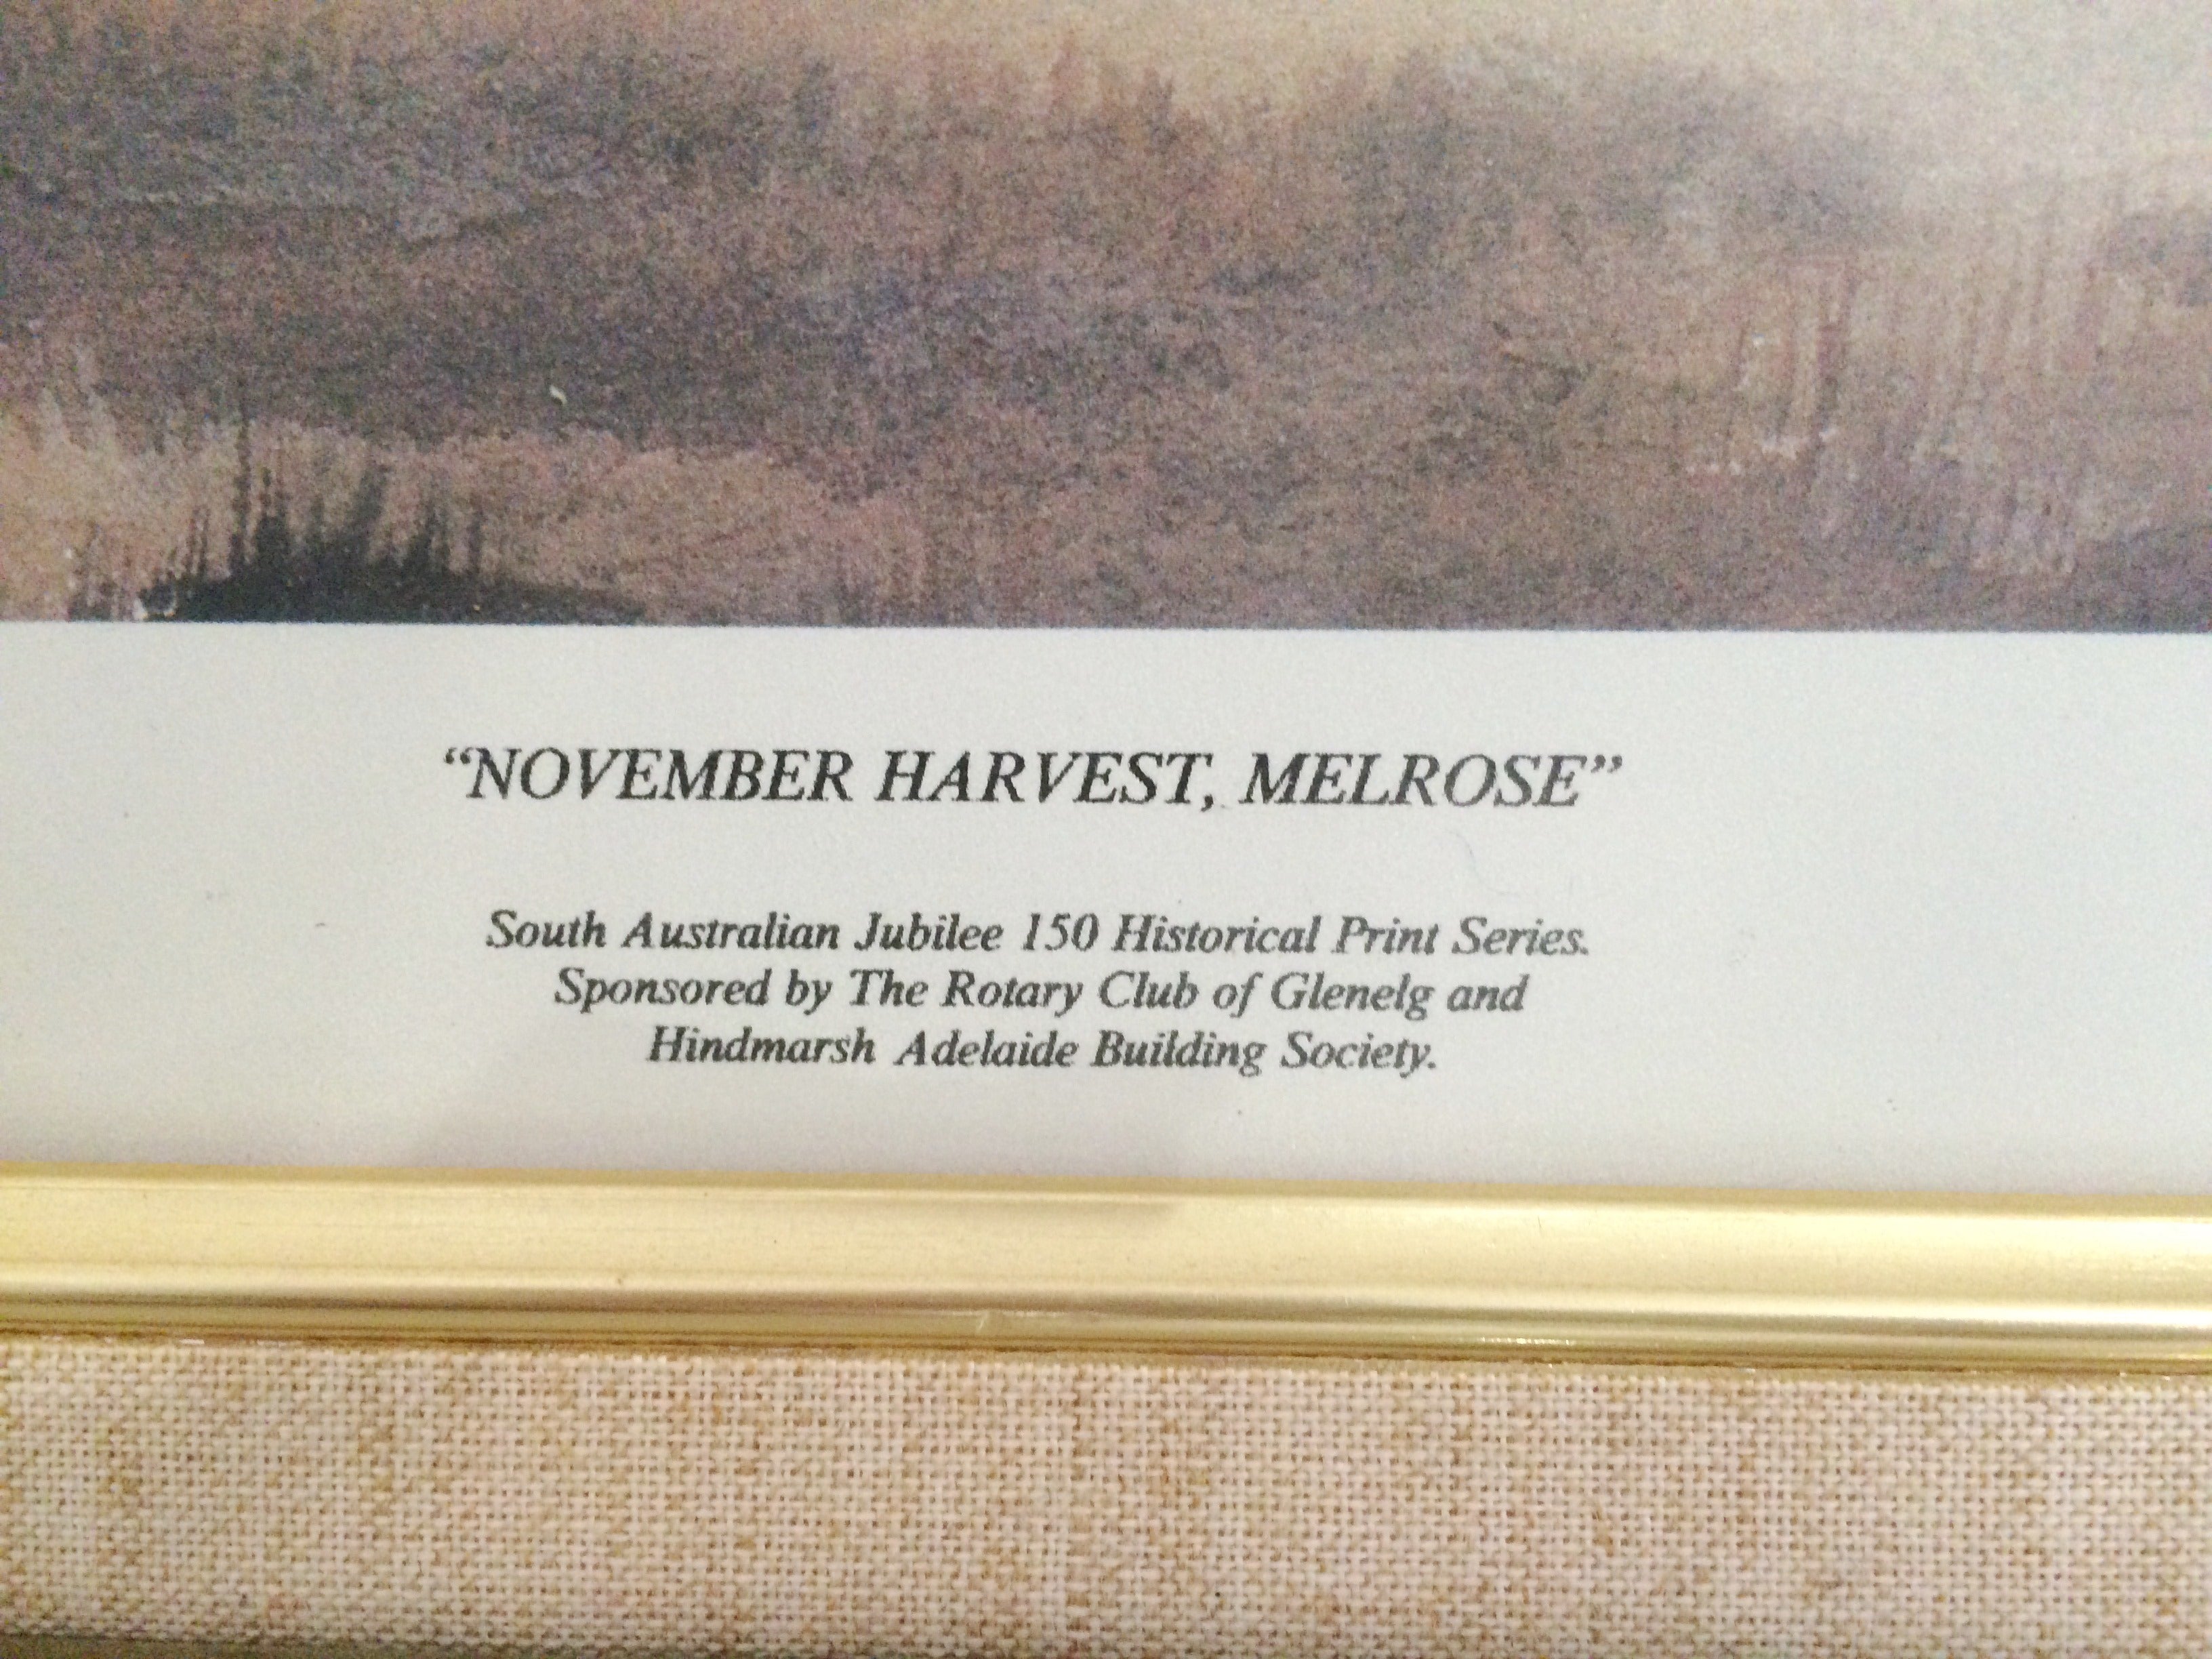 “NOVEMBER HARVEST, MELROSE”
South Australian Jubilee 150 Historical Print Series.
Sponsored by The Rotary Club of Glenelg and
Hindmarsh Adelaide Building Society.